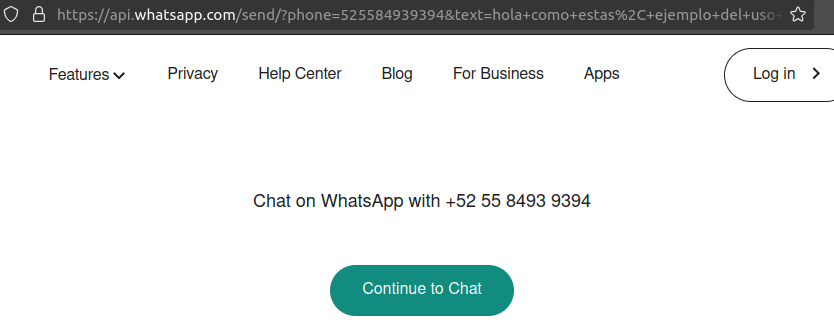 https://api.whatsapp.com/send/?phone=525584939394&text=hola+como+estas%2C+ejemplo+del+uso+
Features Privacy Help Center Blog For Business Apps Log in
Chat on WhatsApp with +52 55 8493 9394
Continue to Chat